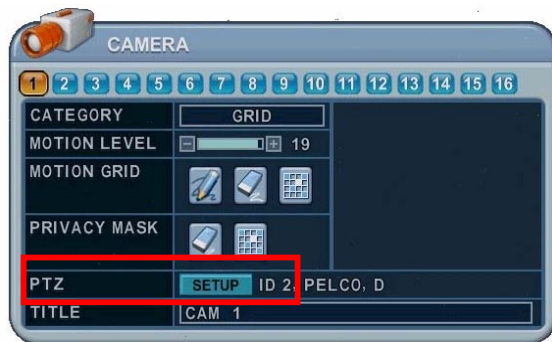 CAMERA
1 2 3 4 5 6 7 8 9 10 11 12 13 14 15 16
CATEGORY GRID
MOTION LEVEL 19
MOTION GRID
PRIVACY MASK
PTZ SETUP ID 2, PELCO, D
TITLE CAM 1